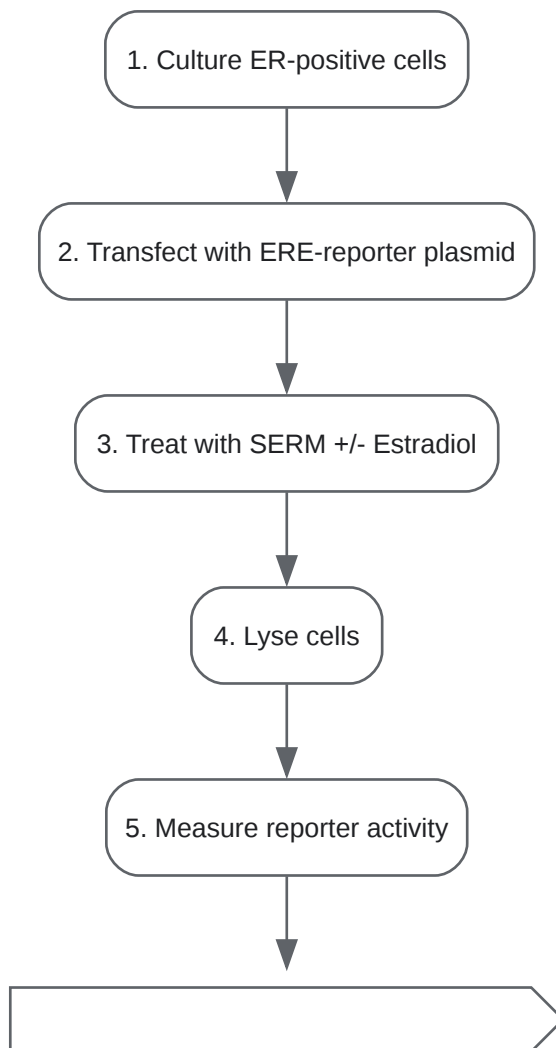 1. Culture ER-positive cells
2. Transfect with ERE-reporter plasmid
3. Treat with SERM +/- Estradiol
4. Lyse cells
5. Measure reporter activity